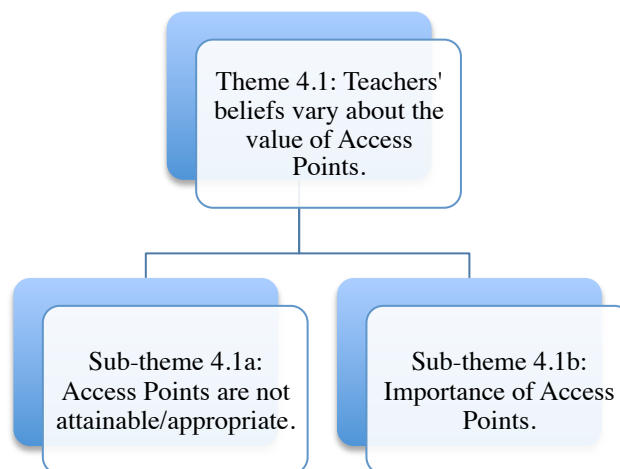 Theme 4.1: Teachers'
beliefs vary about the
value of Access
Points.
Sub-theme 4.1a:
Access Points are not
attainable/appropriate.
Sub-theme 4.1b:
Importance of Access
Points.